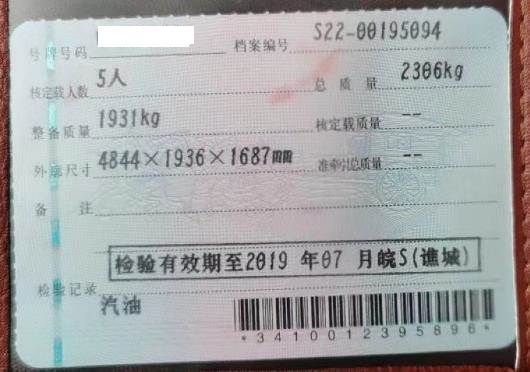 号牌号码 档案编号 S22-00195094
核定载人数 5人 总质量 2306kg
整备质量 1931kg 核定载质量 --
外廓尺寸 4844×1936×1687mm 准牵引总质量 --
备注
检验有效期至2019 年07 月皖S(谯城)
检验记录
汽油
*3410012395896*